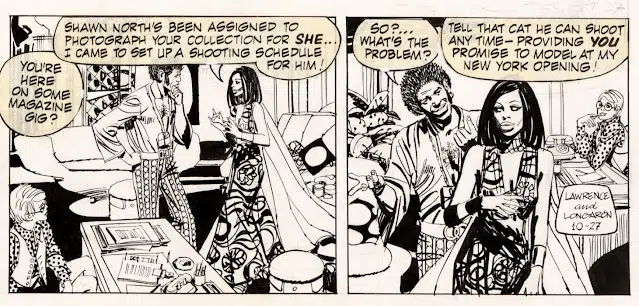 SHAWN NORTH'S BEEN ASSIGNED TO
PHOTOGRAPH YOUR COLLECTION FOR SHE...
I CAME TO SET UP A SHOOTING SCHEDULE
FOR HIM!
YOU'RE
HERE
ON SOME
MAGAZINE
GIG?
SO?...
WHAT'S THE
PROBLEM?
TELL THAT CAT HE CAN SHOOT
ANY TIME- PROVIDING YOU
PROMISE TO MODEL AT MY
NEW YORK OPENING!
LAWRENCE
and
LONGARÓN
10-27